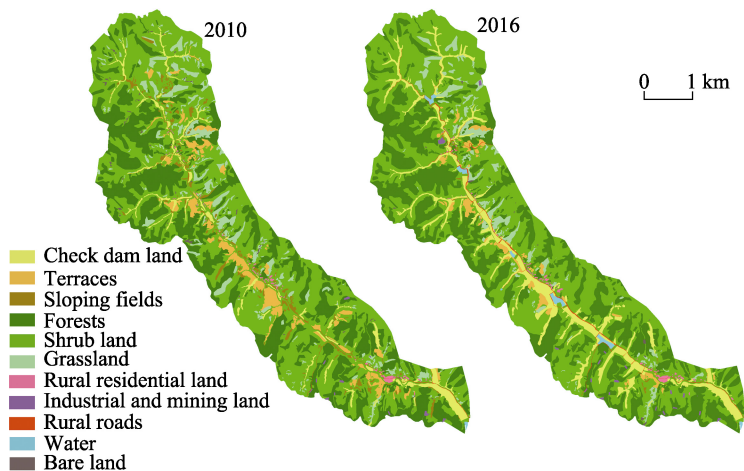 2010
2016
0 1 km
Check dam land
Terraces
Sloping fields
Forests
Shrub land
Grassland
Rural residential land
Industrial and mining land
Rural roads
Water
Bare land